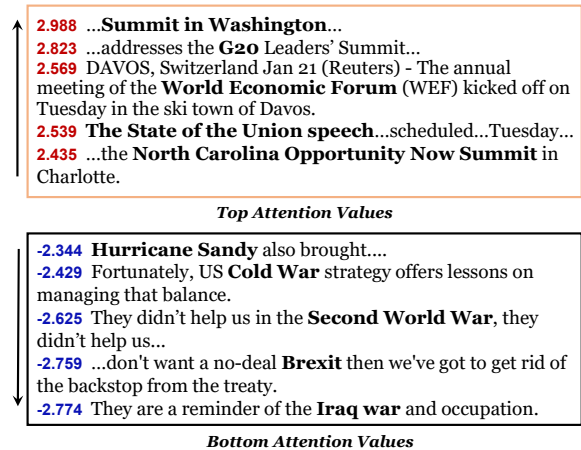 2.988 ...Summit in Washington...
2.823 ...addresses the G20 Leaders' Summit...
2.569 DAVOS, Switzerland Jan 21 (Reuters) - The annual
meeting of the World Economic Forum (WEF) kicked off on
Tuesday in the ski town of Davos.
2.539 The State of the Union speech...scheduled...Tuesday...
2.435 ...the North Carolina Opportunity Now Summit in
Charlotte.
Top Attention Values
-2.344 Hurricane Sandy also brought....
-2.429 Fortunately, US Cold War strategy offers lessons on
managing that balance.
-2.625 They didn't help us in the Second World War, they
didn't help us...
-2.759 ...don't want a no-deal Brexit then we've got to get rid of
the backstop from the treaty.
-2.774 They are a reminder of the Iraq war and occupation.
Bottom Attention Values